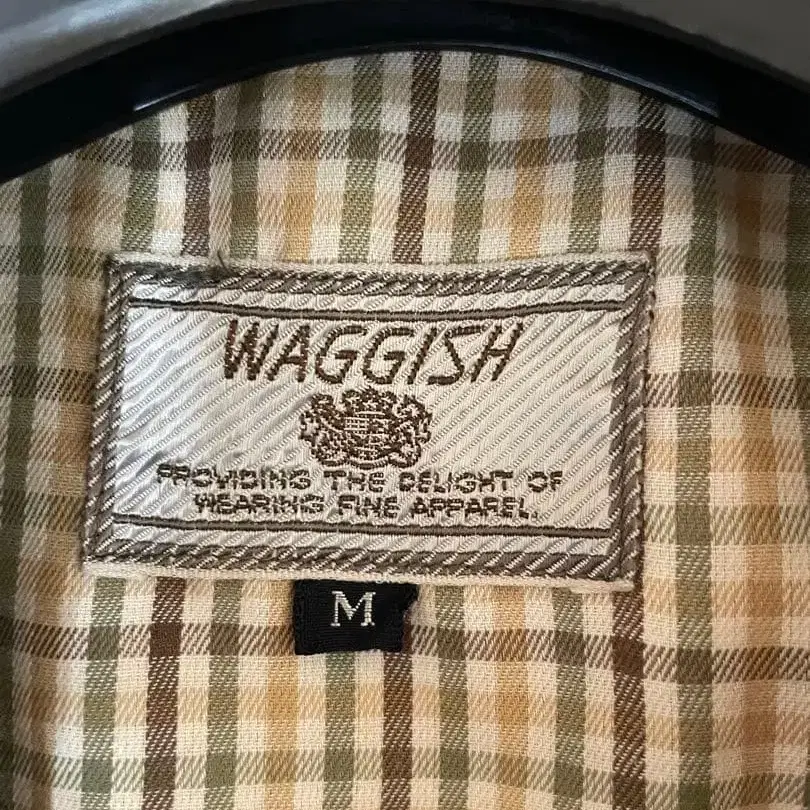 WAGGISH
PROVIDING THE DELIGHT OF
WEARING FINE APPAREL.
M